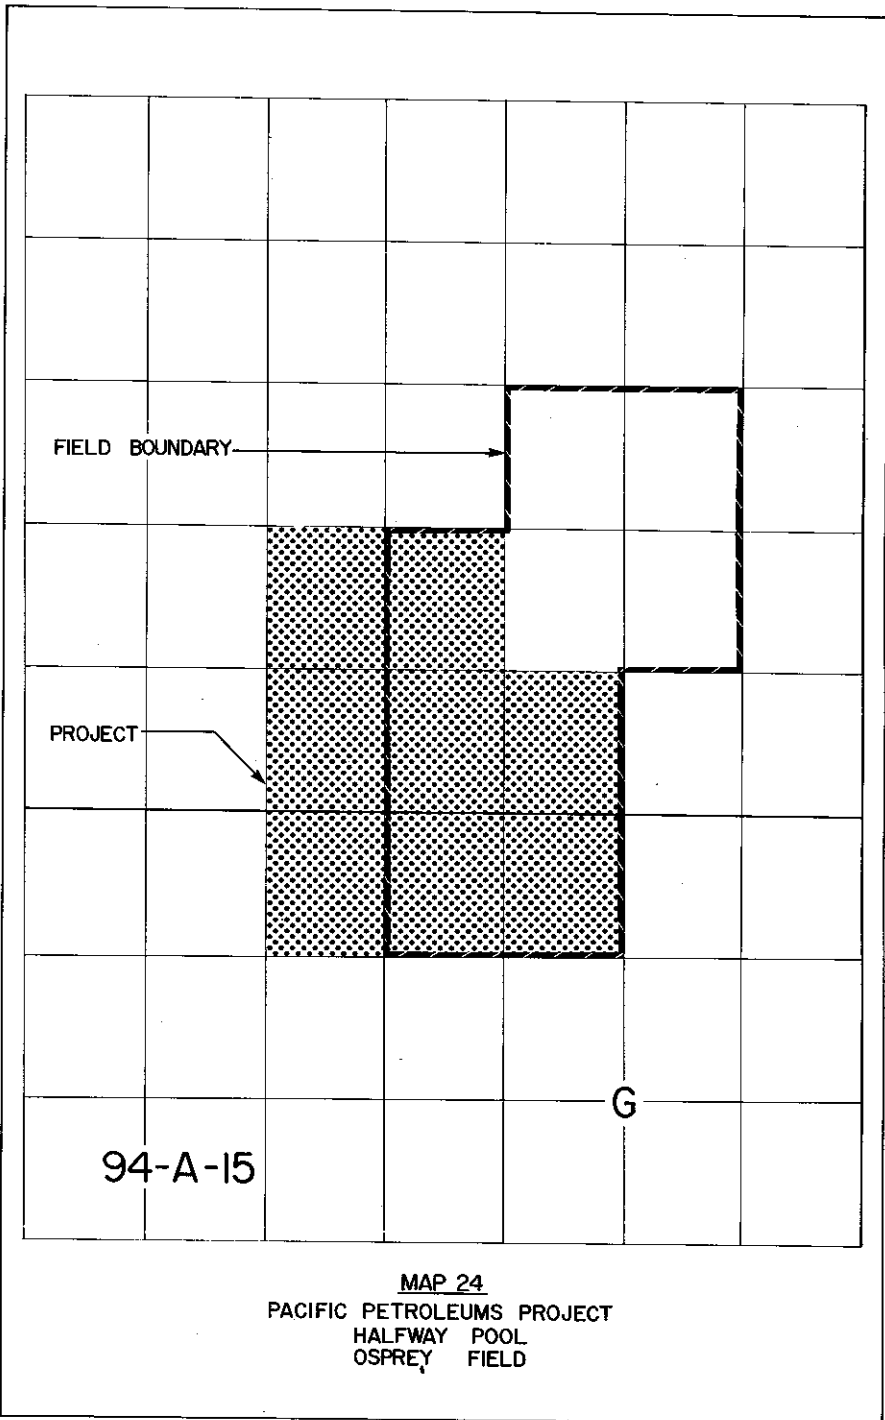 FIELD BOUNDARY
PROJECT
G
94-A-15
MAP 24
PACIFIC PETROLEUMS PROJECT
HALFWAY POOL
OSPREY FIELD